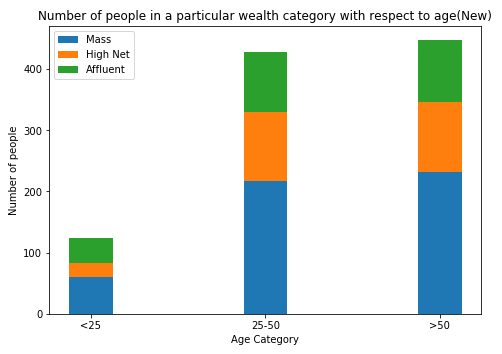 Number of people in a particular wealth category with respect to age(New)
Mass
High Net
Affluent
400
300
200
100
0
Number of people
<25
25-50
>50
Age Category